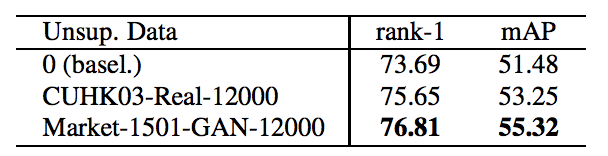 Unsup. Data rank-1 mAP
0 (basel.) 73.69 51.48
CUHK03-Real-12000 75.65 53.25
Market-1501-GAN-12000 76.81 55.32